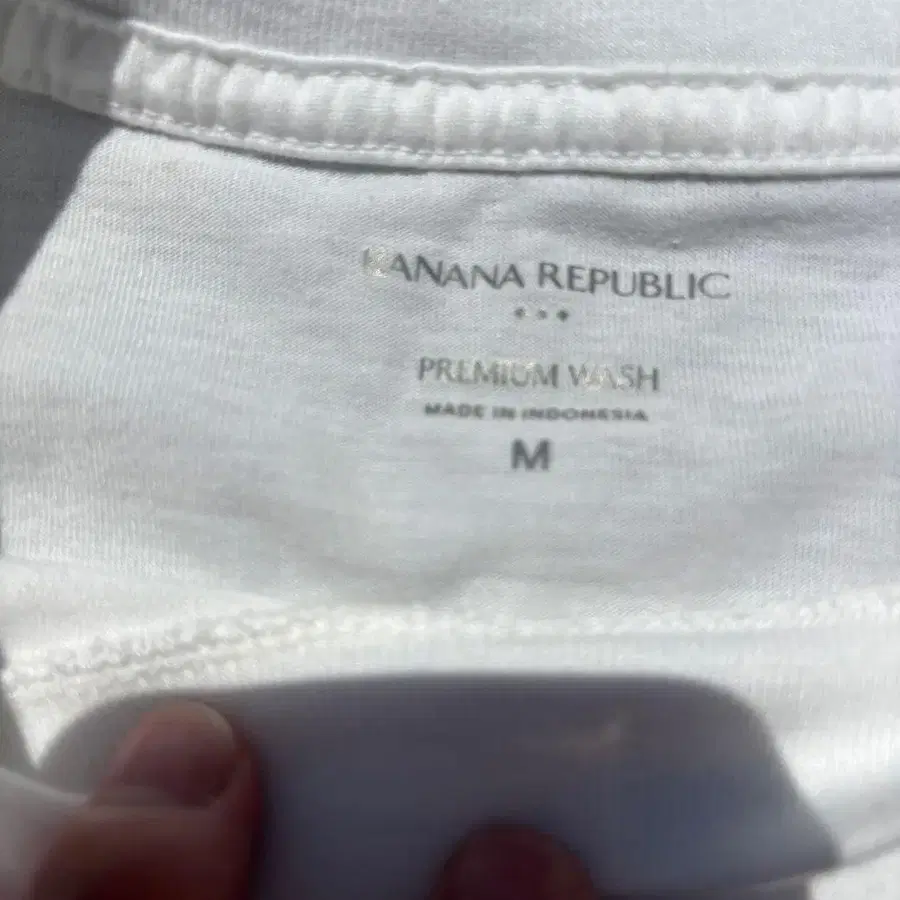 BANANA REPUBLIC
PREMIUM WASH
MADE IN INDONESIA
M